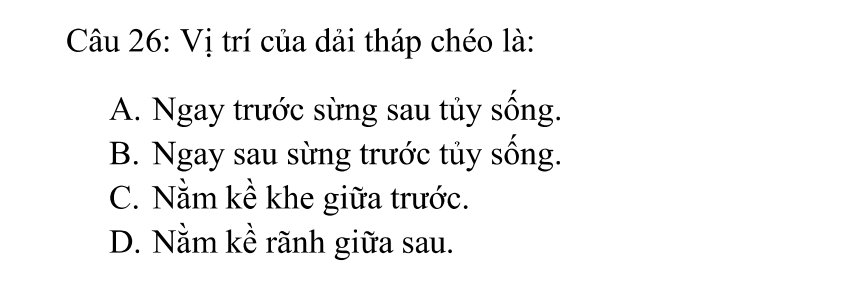 Câu 26: Vị trí của dải tháp chéo là:
A. Ngay trước sừng sau tủy sống.
B. Ngay sau sừng trước tủy sống.
C. Nằm kề khe giữa trước.
D. Nằm kề rãnh giữa sau.